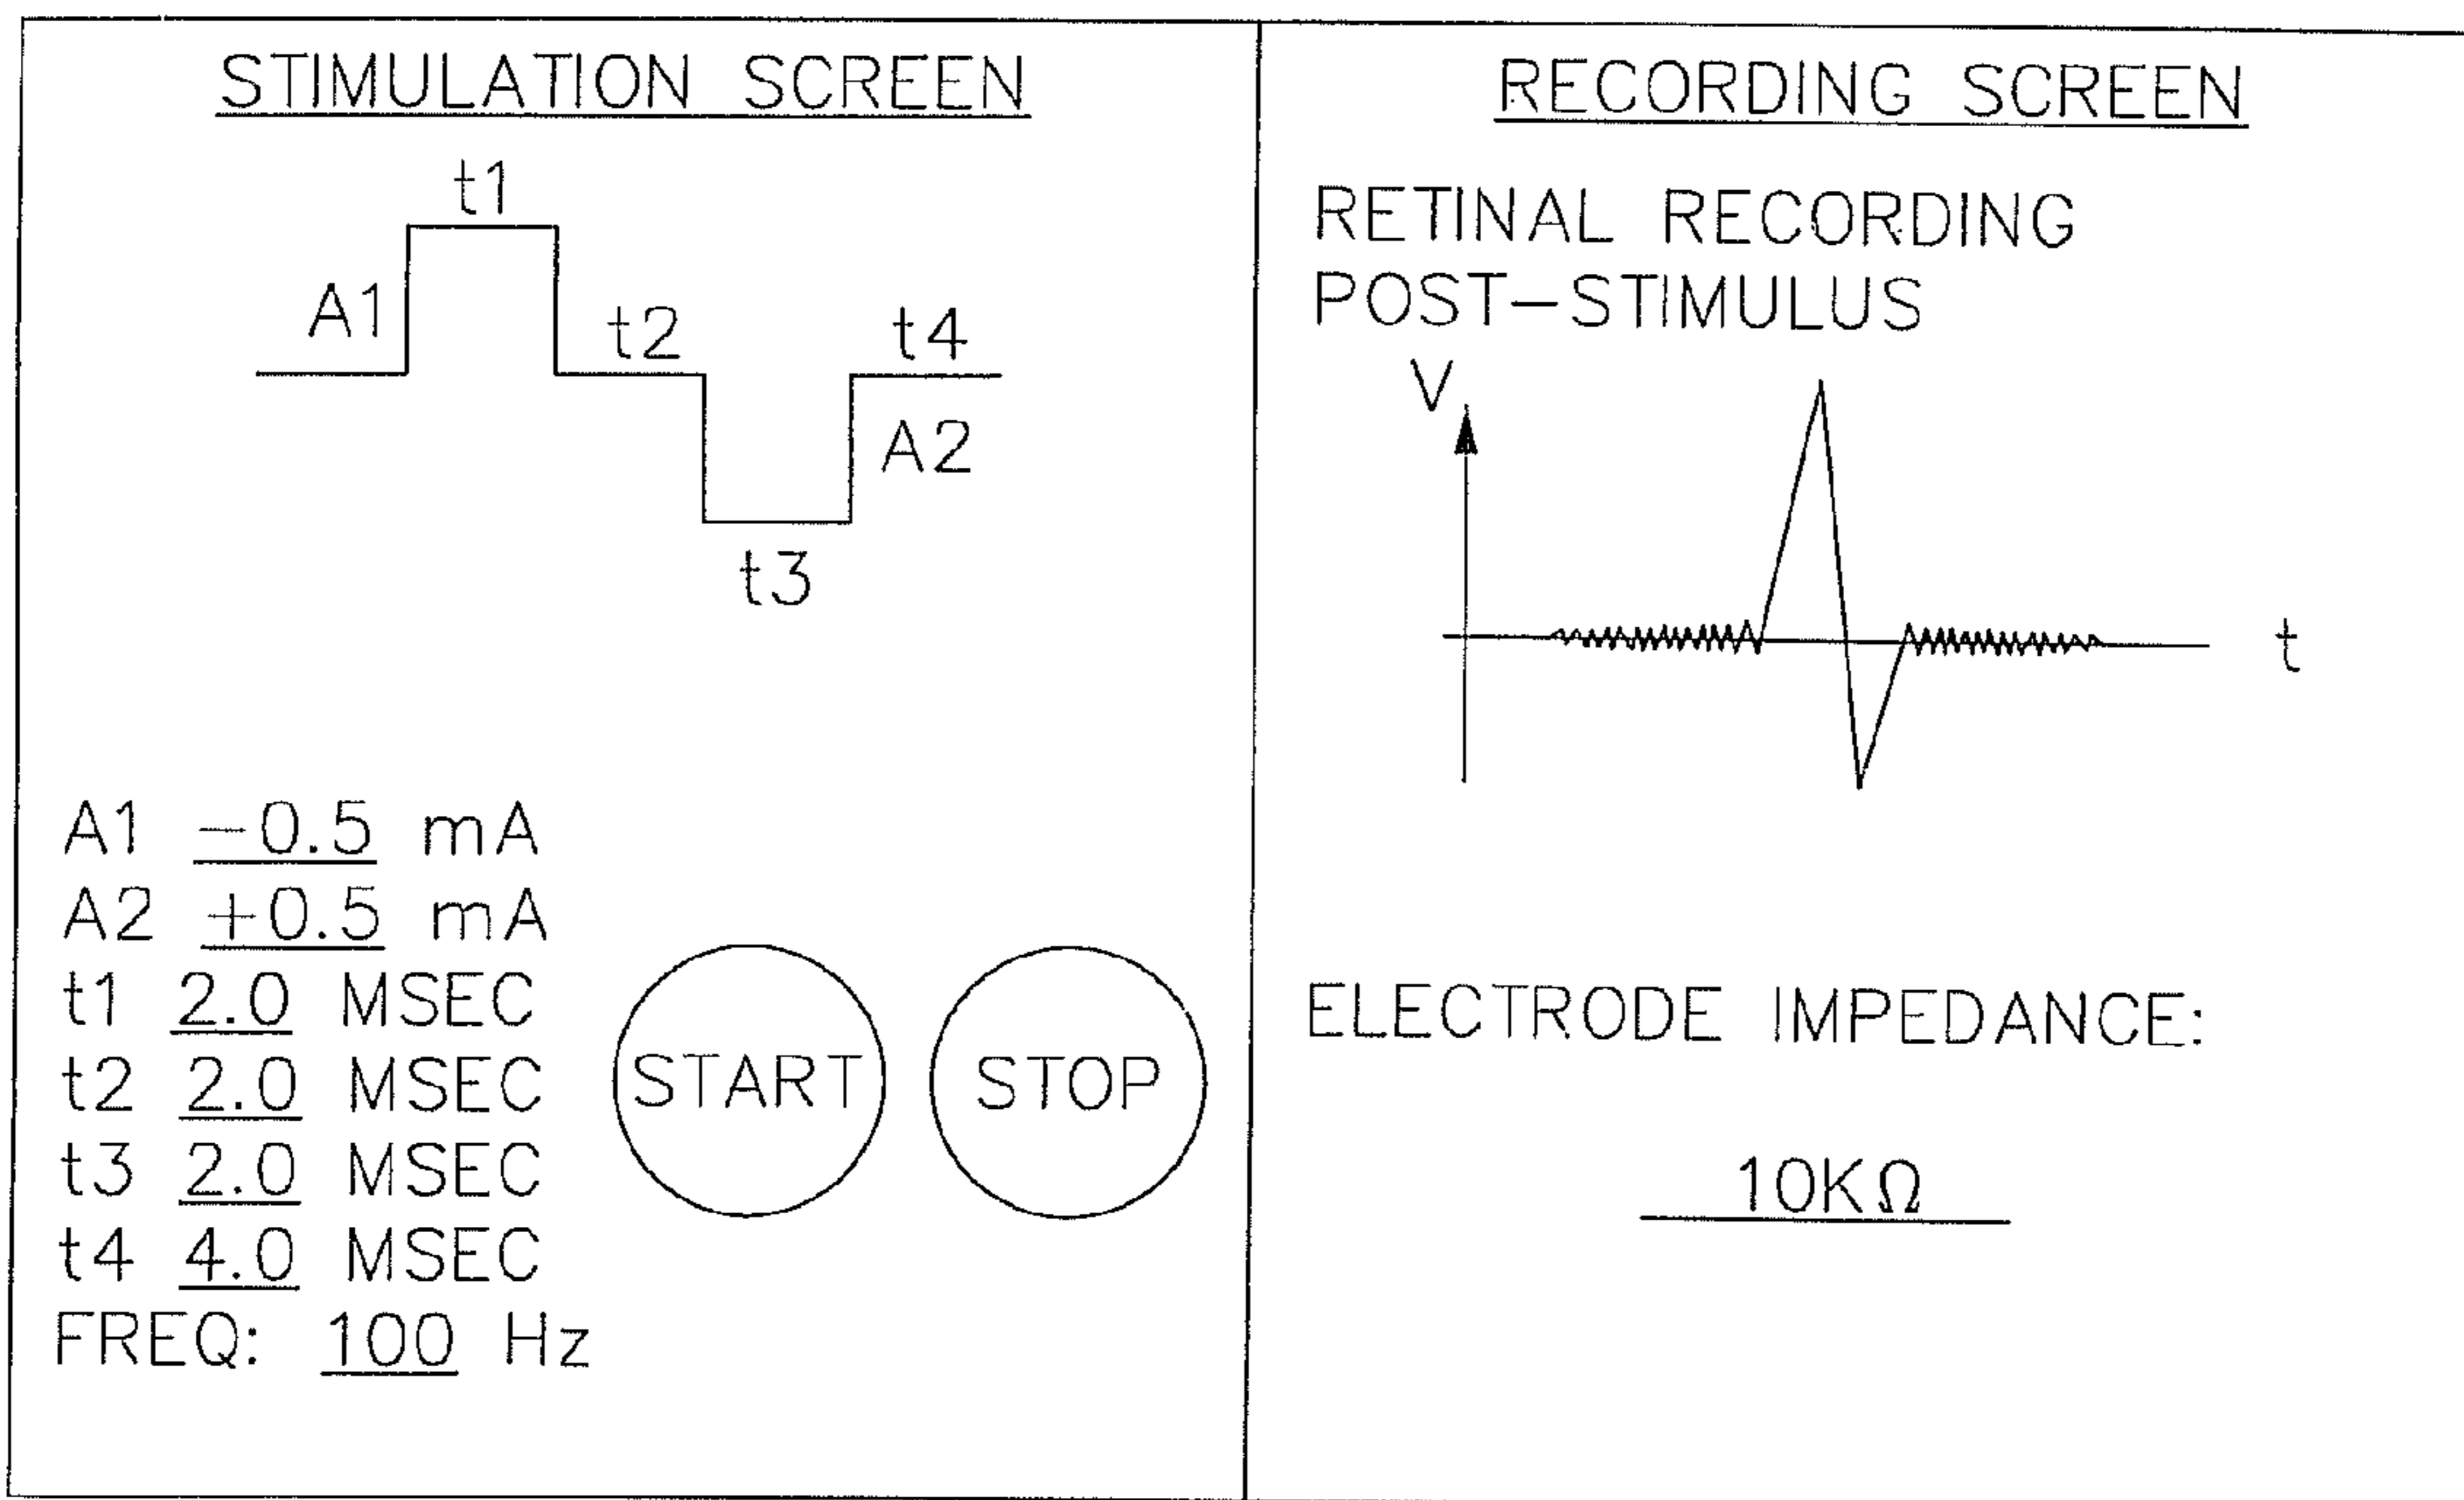 STIMULATION SCREEN
t1
A1
t2
t4
A2
t3
A1 -0.5 mA
A2 +0.5 mA
t1 2.0 MSEC
t2 2.0 MSEC
t3 2.0 MSEC
t4 4.0 MSEC
FREQ: 100 Hz
START
STOP
RECORDING SCREEN
RETINAL RECORDING
POST-STIMULUS
V
t
ELECTRODE IMPEDANCE:
10KΩ